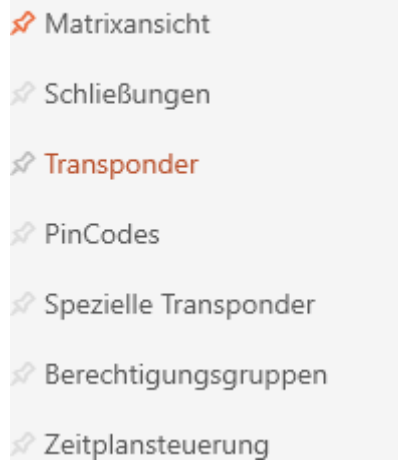 Matrixansicht
Schließungen
Transponder
PinCodes
Spezielle Transponder
Berechtigungsgruppen
Zeitplansteuerung